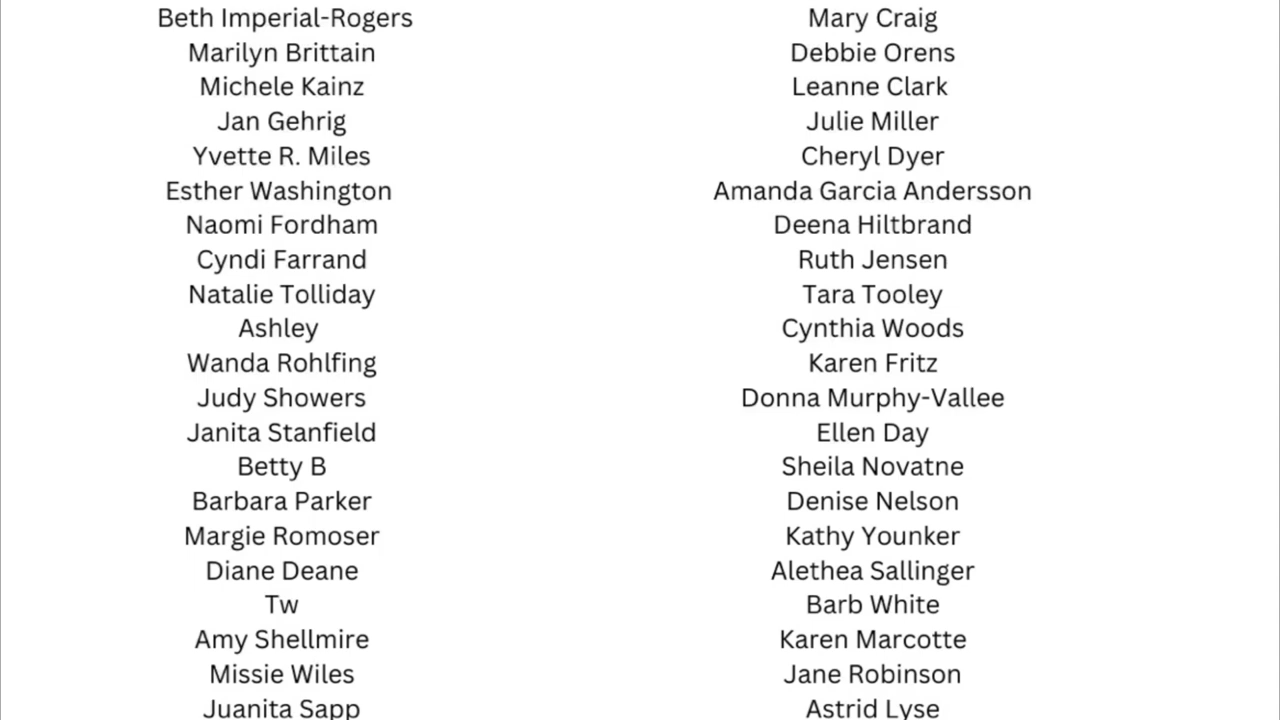 Beth Imperial-Rogers
Marilyn Brittain
Michele Kainz
Jan Gehrig
Yvette R. Miles
Esther Washington
Naomi Fordham
Cyndi Farrand
Natalie Tolliday
Ashley
Wanda Rohlfing
Judy Showers
Janita Stanfield
Betty B
Barbara Parker
Margie Romoser
Diane Deane
Tw
Amy Shellmire
Missie Wiles
Juanita Sapp
Mary Craig
Debbie Orens
Leanne Clark
Julie Miller
Cheryl Dyer
Amanda Garcia Andersson
Deena Hiltbrand
Ruth Jensen
Tara Tooley
Cynthia Woods
Karen Fritz
Donna Murphy-Vallee
Ellen Day
Sheila Novatne
Denise Nelson
Kathy Younker
Alethea Sallinger
Barb White
Karen Marcotte
Jane Robinson
Astrid Lyse